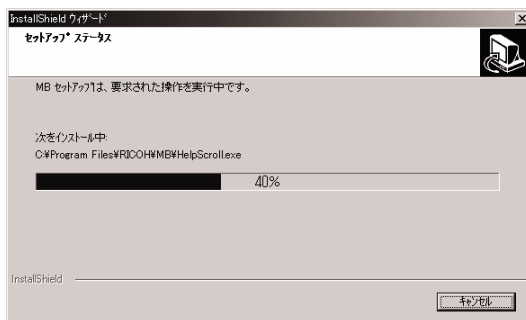 InstallShield ウィザード
セットアップ ステータス
MB セットアップは、要求された操作を実行中です。
次をインストール中:
C:¥Program Files¥RICOH¥MB¥HelpScroll.exe
40%
InstallShield
キャンセル